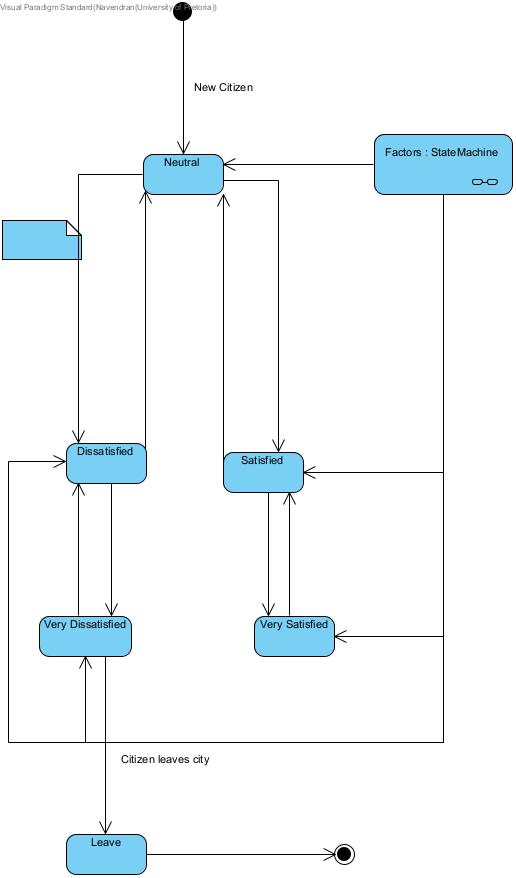 Visual Paradigm Standard(Navendran(University of Pretoria))
New Citizen
Neutral
Factors : StateMachine
Dissatisfied
Satisfied
Very Dissatisfied
Very Satisfied
Citizen leaves city
Leave